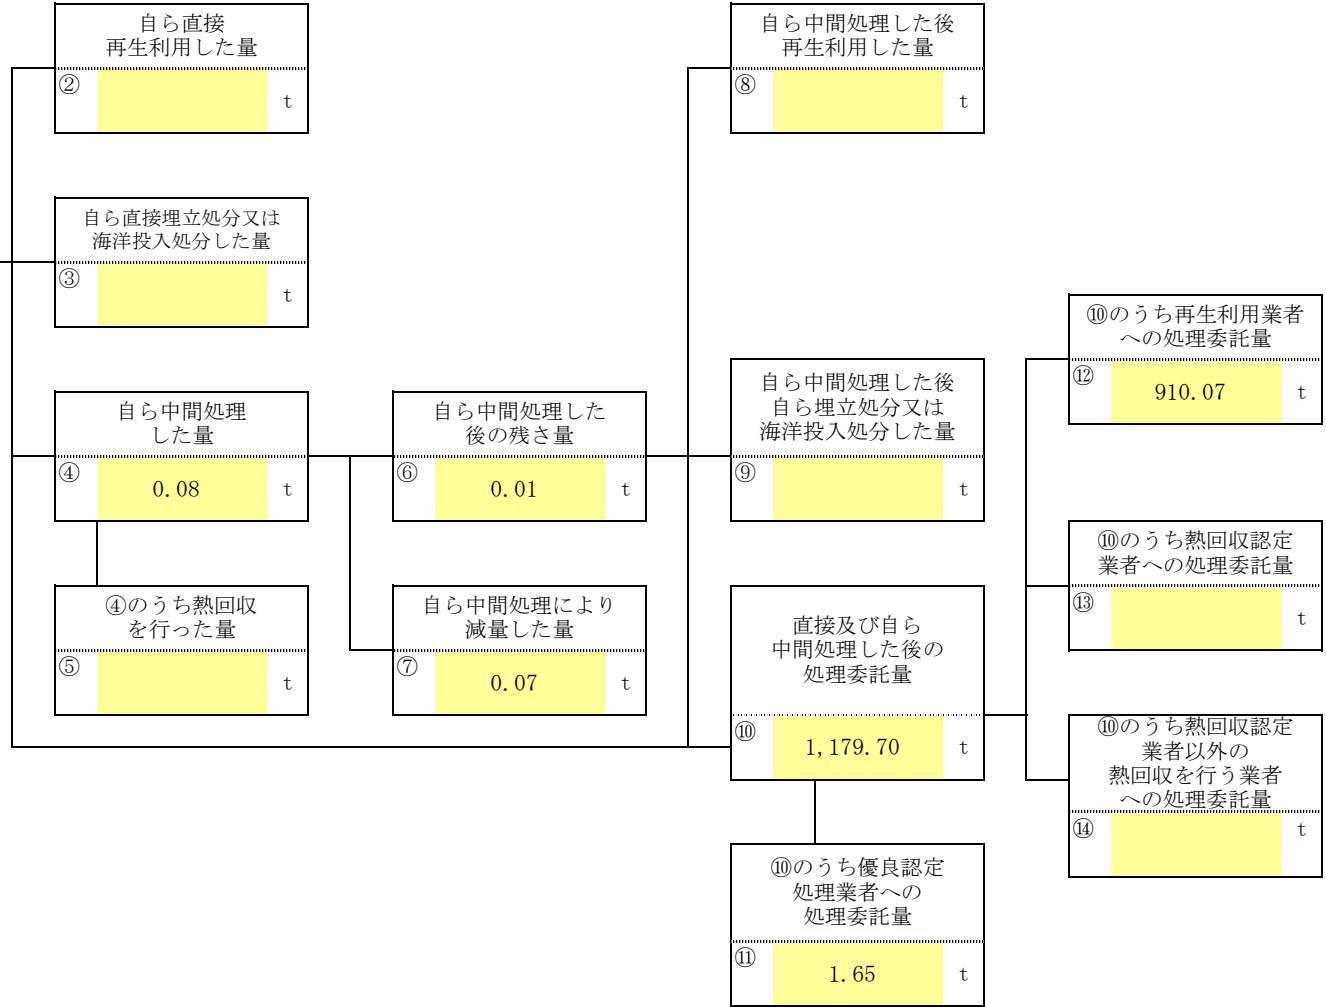 自ら直接
再生利用した量
②
t
自ら中間処理した後
再生利用した量
⑧
t
自ら直接埋立処分又は
海洋投入処分した量
③
t
⑩のうち再生利用業者
への処理委託量
⑫
910.07 t
自ら中間処理
した量
④
0.08 t
自ら中間処理した
後の残さ量
⑥
0.01 t
自ら中間処理した後
自ら埋立処分又は
海洋投入処分した量
⑨
t
⑩のうち熱回収認定
業者への処理委託量
⑬
t
④のうち熱回収
を行った量
⑤
t
自ら中間処理により
減量した量
⑦
0.07 t
直接及び自ら
中間処理した後の
処理委託量
⑩
1,179.70 t
⑩のうち熱回収認定
業者以外の
熱回収を行う業者
への処理委託量
⑭
t
⑩のうち優良認定
処理業者への
処理委託量
⑪
1.65 t